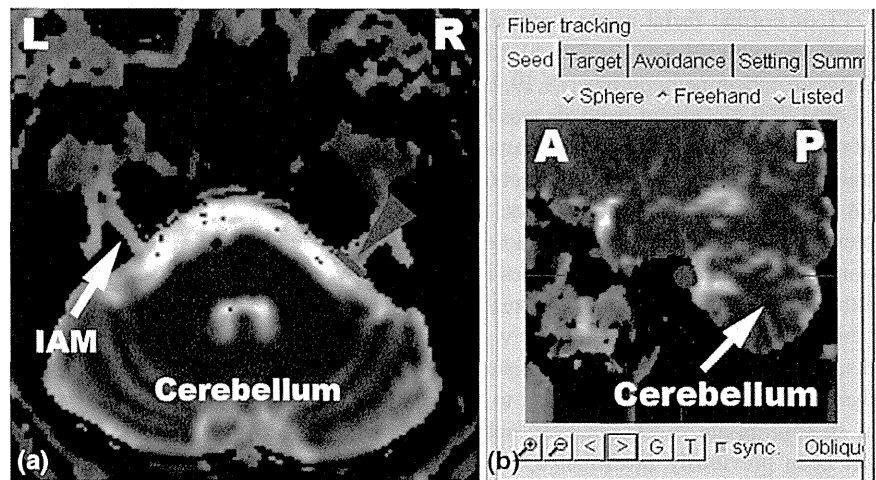 L R
IAM
Cerebellum
(a)
Fiber tracking
Seed Target Avoidance Setting Summ
Sphere Freehand Listed
A P
Cerebellum
< > G T sync. Obliqu
(b)